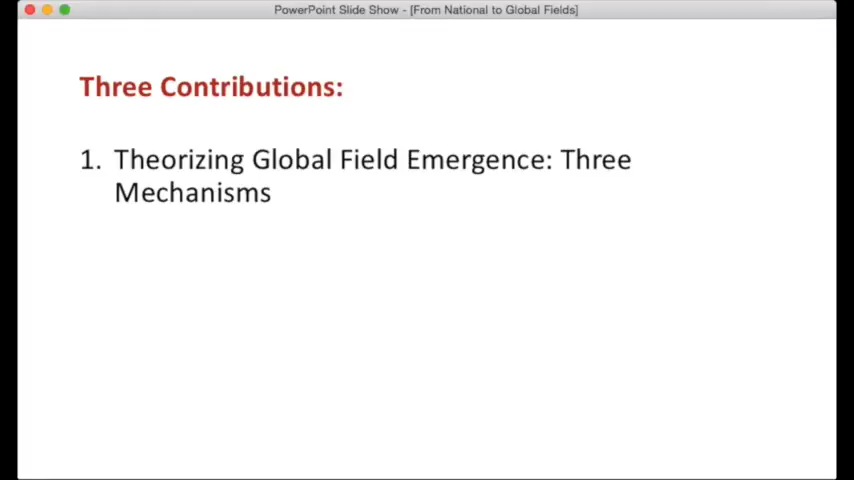 PowerPoint Slide Show - [From National to Global Fields]
Three Contributions:
1. Theorizing Global Field Emergence: Three
Mechanisms